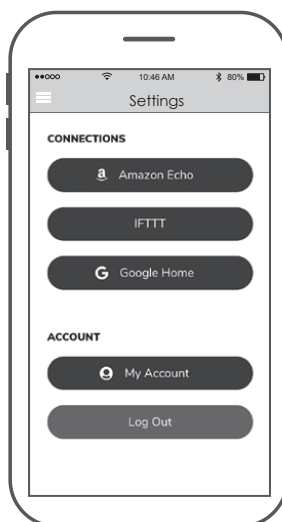 10:46 AM
80%
Settings
CONNECTIONS
a Amazon Echo
IFTTT
G Google Home
ACCOUNT
My Account
Log Out